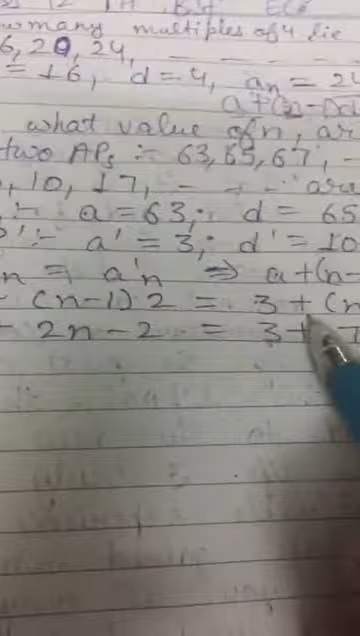 many multiples of 4 lie
6, 20, 24, - - - -
= 16, d = 4, an =
a+(n-1)d
what value of n, ar
two APs :- 63, 65, 67, -
, 10, 17, - - - ar
:- a = 63; d = 65
:- a' = 3; d' = 10
n = a'n ⇒ a+(n-
(n-1) 2 = 3 + (n
2n - 2 = 3 +